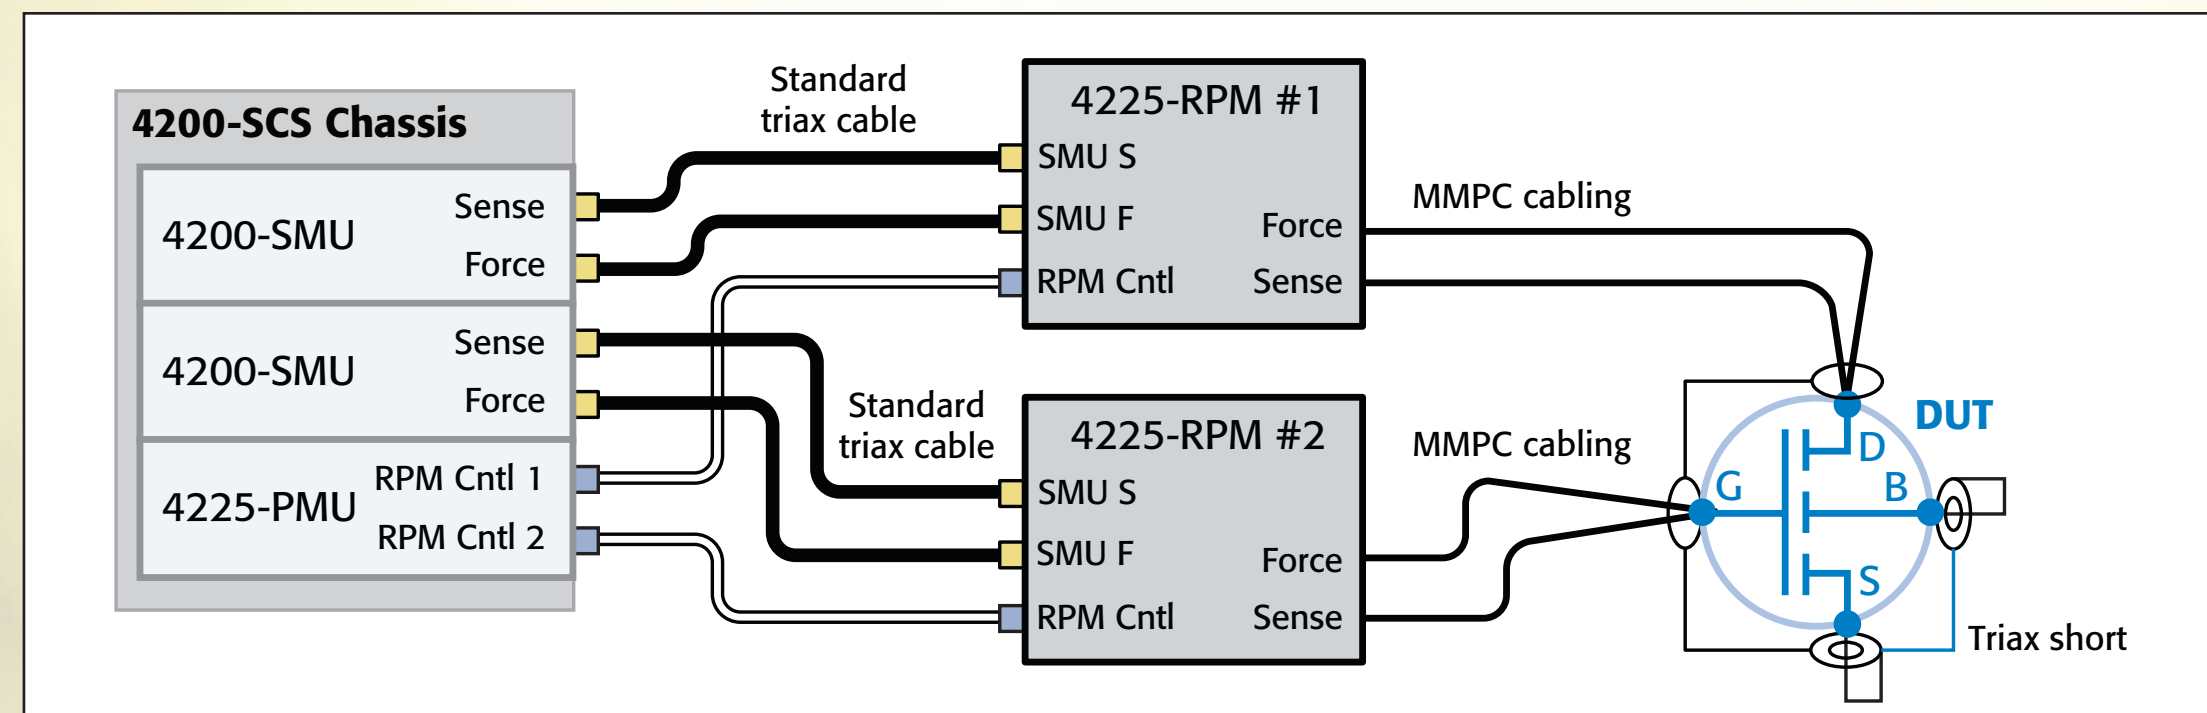 4200-SCS Chassis
4200-SMU
Sense
Force
4200-SMU
Sense
Force
4225-PMU
RPM Cntl 1
RPM Cntl 2
Standard
triax cable
Standard
triax cable
4225-RPM #1
SMU S
SMU F
RPM Cntl
Force
Sense
4225-RPM #2
SMU S
SMU F
RPM Cntl
Force
Sense
MMPC cabling
MMPC cabling
DUT
D
G
B
S
Triax short